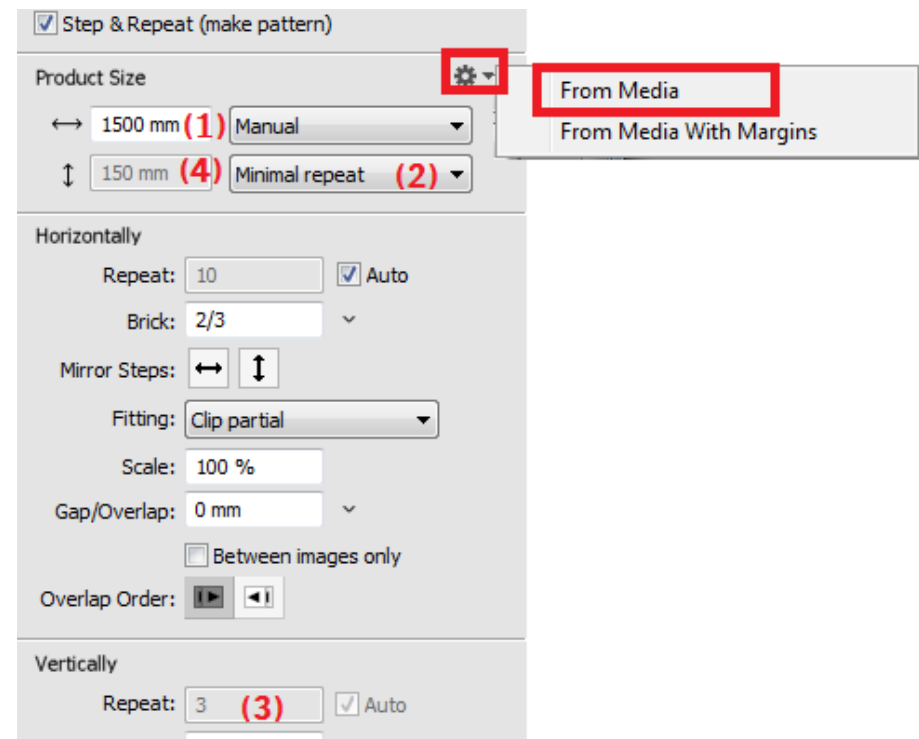 Step & Repeat (make pattern)
Product Size
From Media
1500 mm (1) Manual
From Media With Margins
150 mm (4) Minimal repeat (2)
Horizontally
Repeat: 10 Auto
Brick: 2/3
Mirror Steps:
Fitting: Clip partial
Scale: 100 %
Gap/Overlap: 0 mm
Between images only
Overlap Order:
Vertically
Repeat: 3 (3) Auto